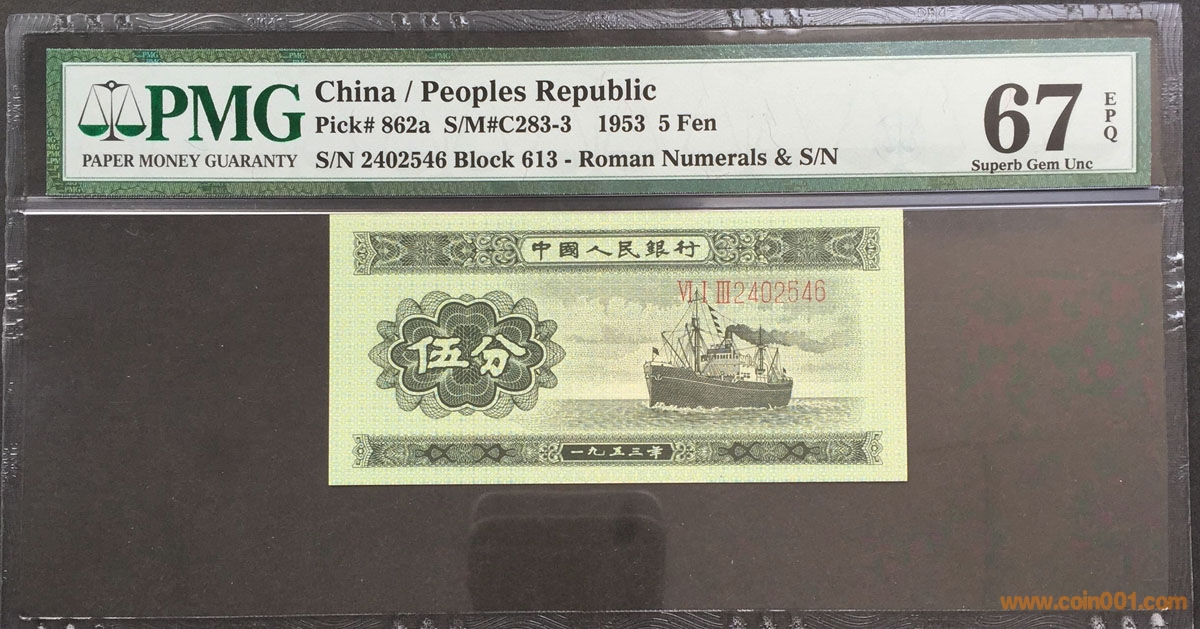 PMG
PAPER MONEY GUARANTY
China / Peoples Republic
Pick# 862a S/M#C283-3 1953 5 Fen
S/N 2402546 Block 613 - Roman Numerals & S/N
67
EPQ
Superb Gem Unc
中國人民銀行
VI I III 2402546
伍分
一九五三年
www.coin001.com